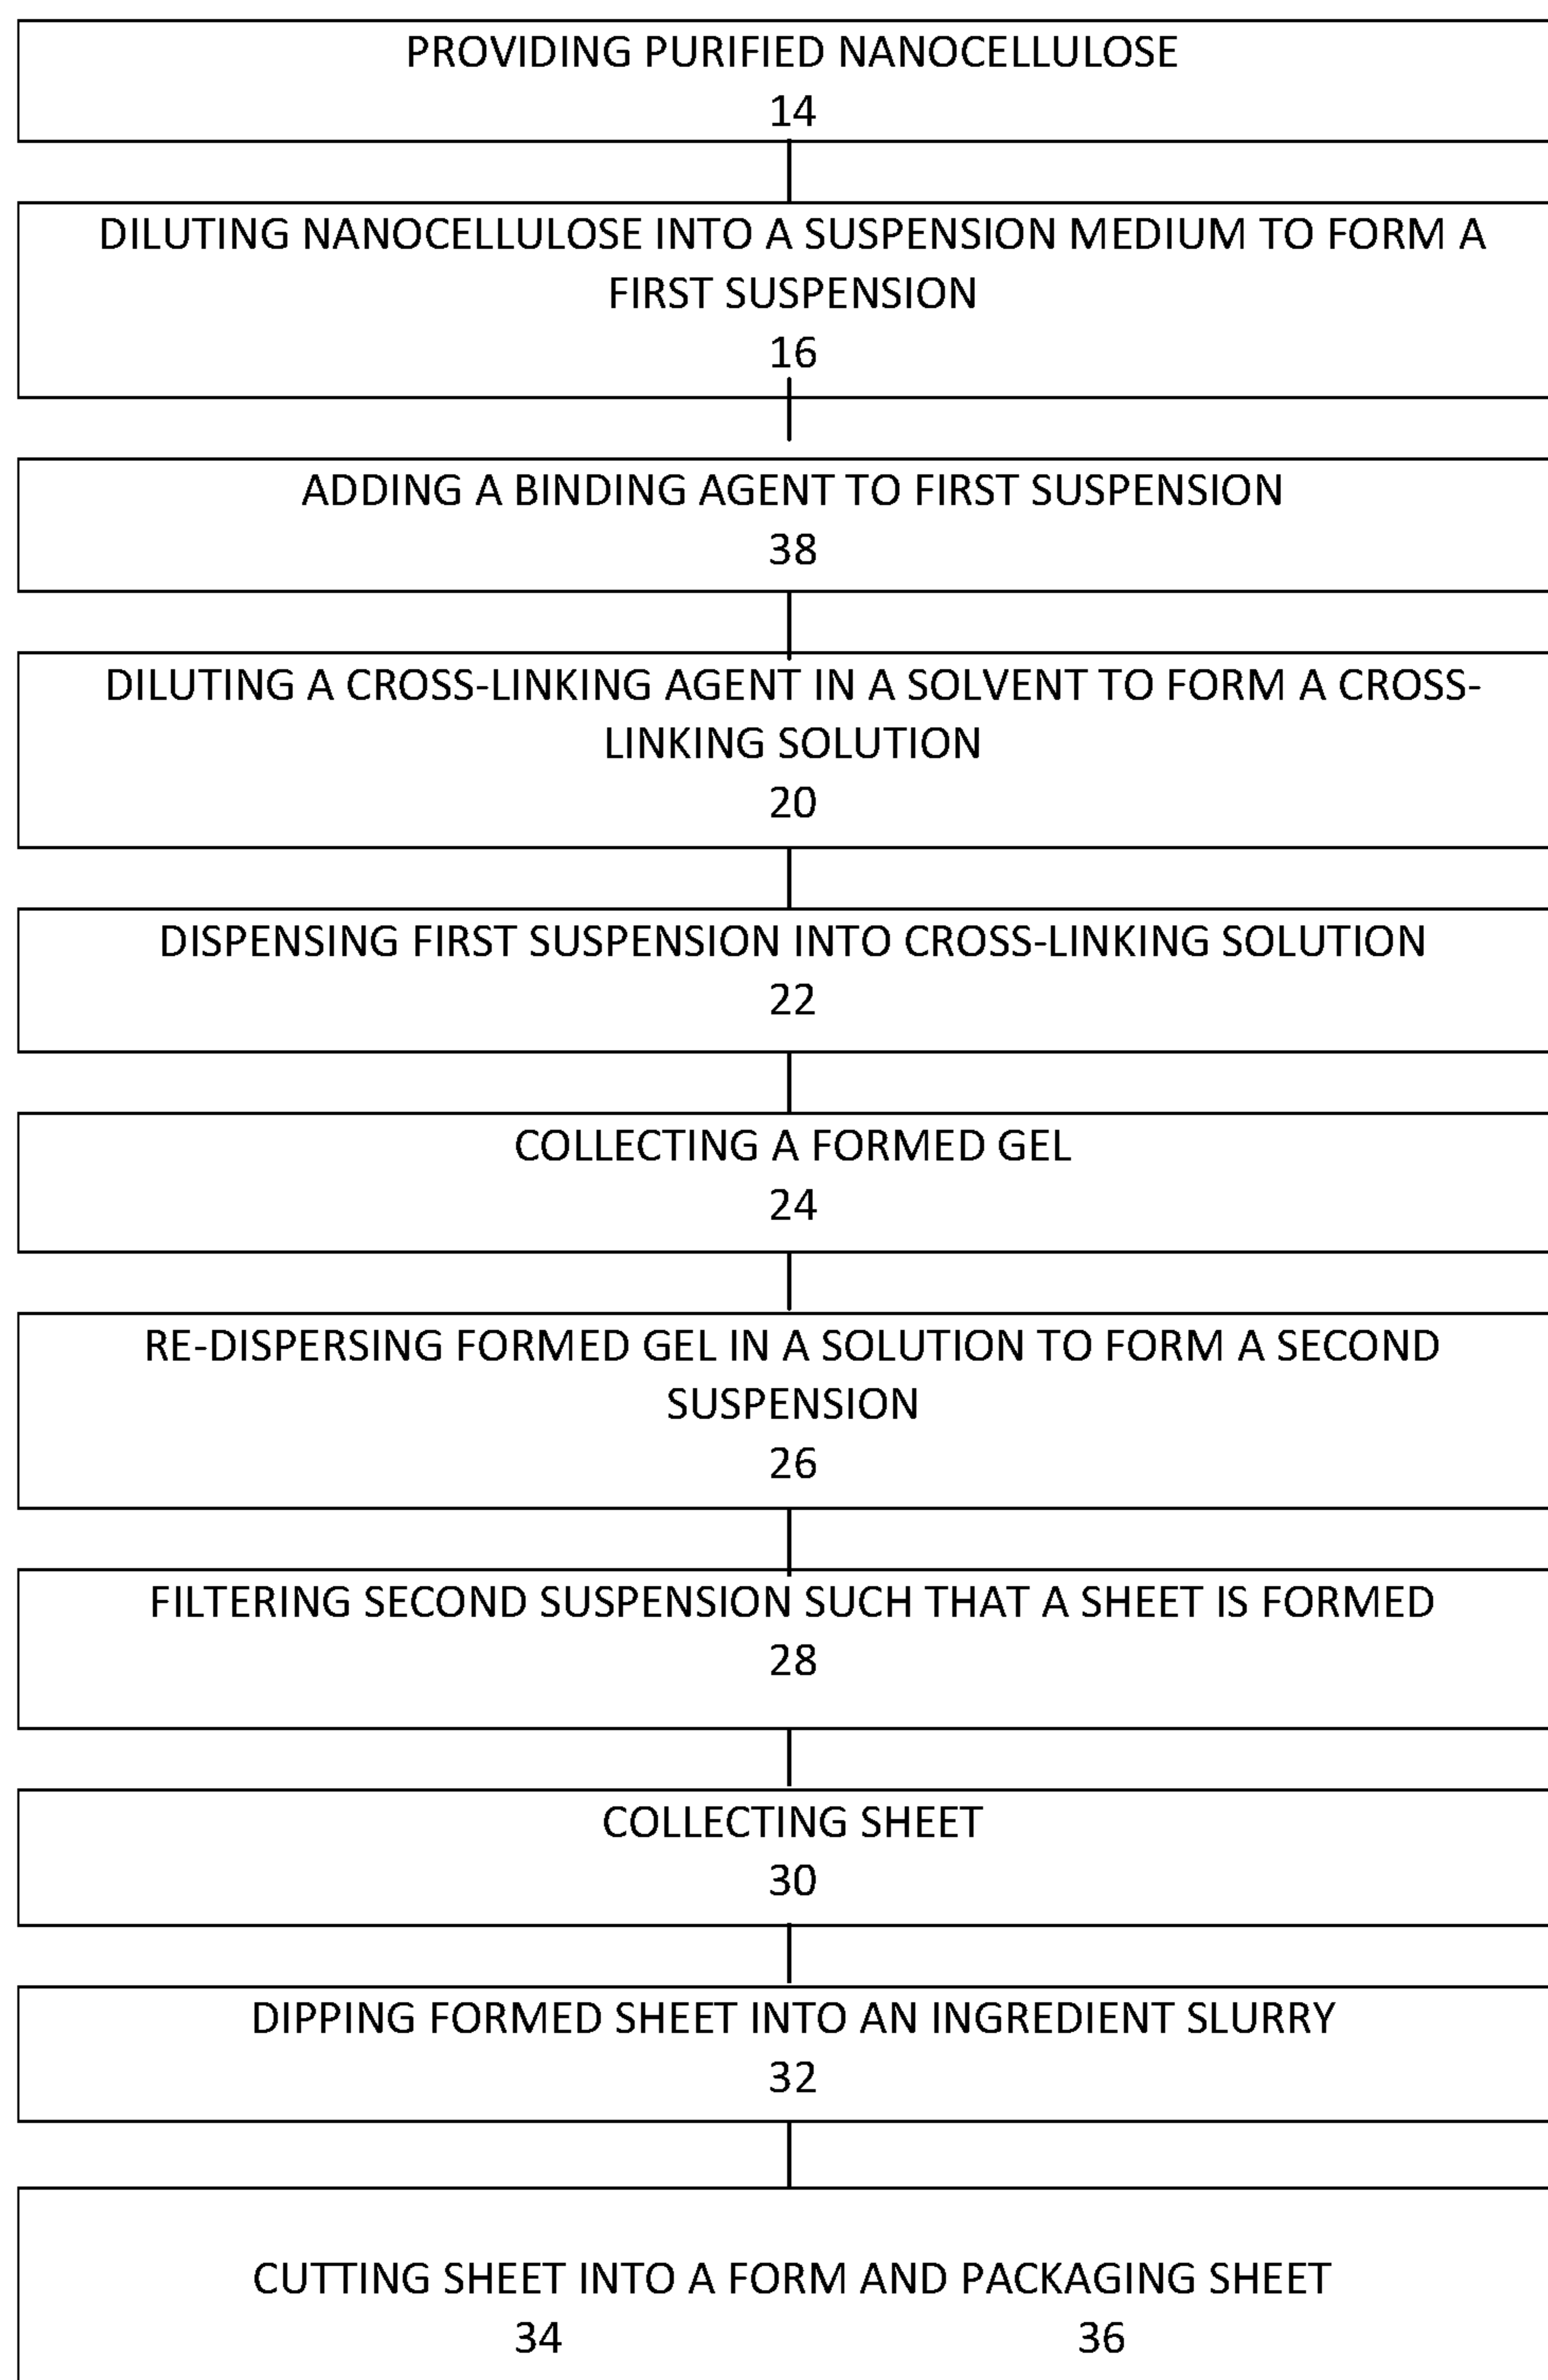 PROVIDING PURIFIED NANOCELLULOSE
14
DILUTING NANOCELLULOSE INTO A SUSPENSION MEDIUM TO FORM A
FIRST SUSPENSION
16
ADDING A BINDING AGENT TO FIRST SUSPENSION
38
DILUTING A CROSS-LINKING AGENT IN A SOLVENT TO FORM A CROSS-
LINKING SOLUTION
20
DISPENSING FIRST SUSPENSION INTO CROSS-LINKING SOLUTION
22
COLLECTING A FORMED GEL
24
RE-DISPERSING FORMED GEL IN A SOLUTION TO FORM A SECOND
SUSPENSION
26
FILTERING SECOND SUSPENSION SUCH THAT A SHEET IS FORMED
28
COLLECTING SHEET
30
DIPPING FORMED SHEET INTO AN INGREDIENT SLURRY
32
CUTTING SHEET INTO A FORM AND PACKAGING SHEET
34 36